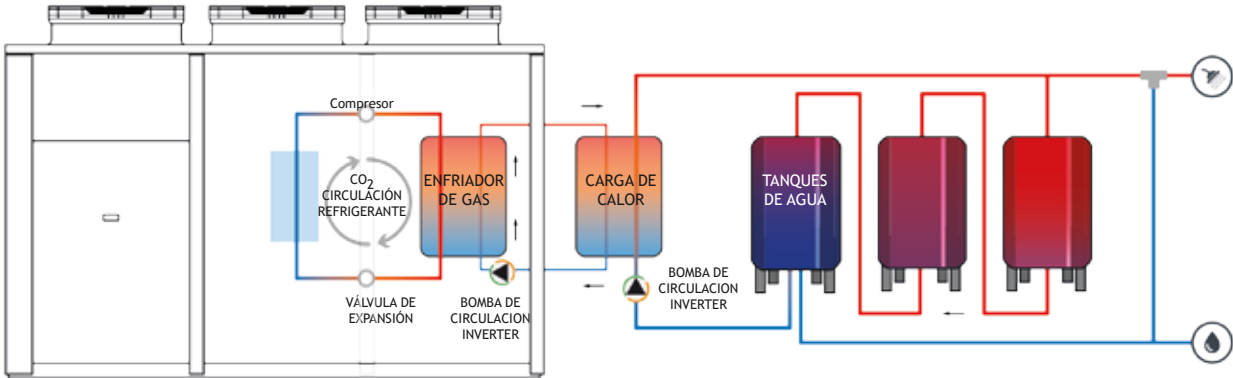 Compresor
CO2
CIRCULACIÓN
REFRIGERANTE
VÁLVULA DE
EXPANSIÓN
ENFRIADOR
DE GAS
BOMBA DE
CIRCULACION
INVERTER
CARGA DE
CALOR
BOMBA DE
CIRCULACION
INVERTER
TANQUES
DE AGUA